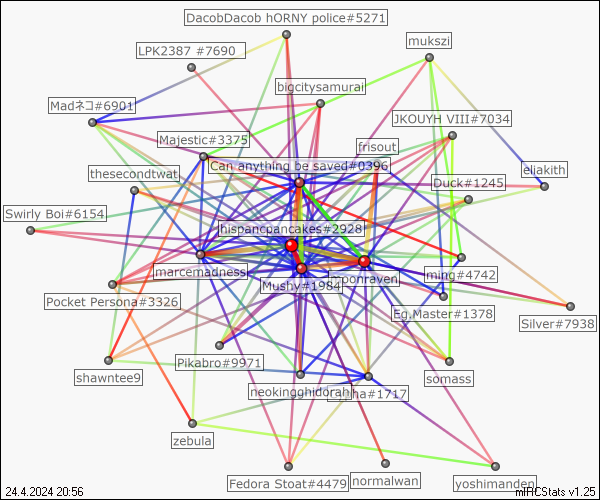 DacobDacob hORNY police#5271
LPK2387 #7690
mukszi
bigcitysamurai
Madネコ#6901
JKOUYH VIII#7034
Majestic#3375
frisout
Can anything be saved#0396
thesecondtwat
eliakith
Duck#1245
Swirly Boi#6154
hispancpancakes#2928
marcemadness
spoonraven
ming#4742
Mushy#1984
Pocket Persona#3326
Eg.Master#1378
Silver#7938
Pikabro#9971
shawntee9
somass
neokingghidorah
#1717
zebula
Fedora Stoat#4479
normalwan
yoshimanden
24.4.2024 20:56
mIRCStats v1.25